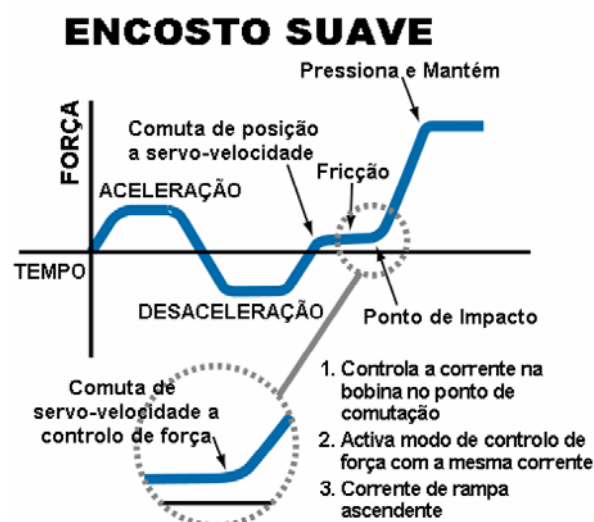 ENCOSTO SUAVE
Pressiona e Mantém
FORÇA
Comuta de posição
a servo-velocidade
Fricção
ACELERAÇÃO
TEMPO
DESACELERAÇÃO
Ponto de Impacto
Comuta de
servo-velocidade a
controlo de força
1. Controla a corrente na
bobina no ponto de
comutação
2. Activa modo de controlo de
força com a mesma corrente
3. Corrente de rampa
ascendente